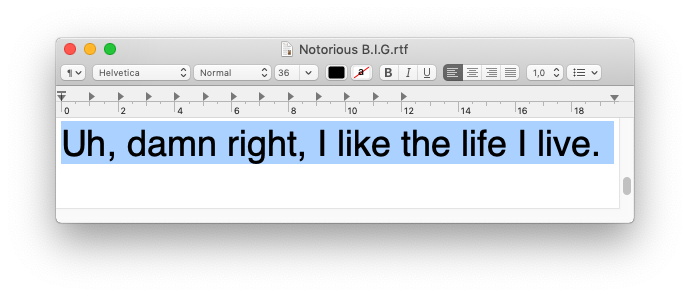 Notorious B.I.G.rtf
¶ Helvetica Normal 36 a B I U 1,0
0 2 4 6 8 10 12 14 16 18
Uh, damn right, I like the life I live.